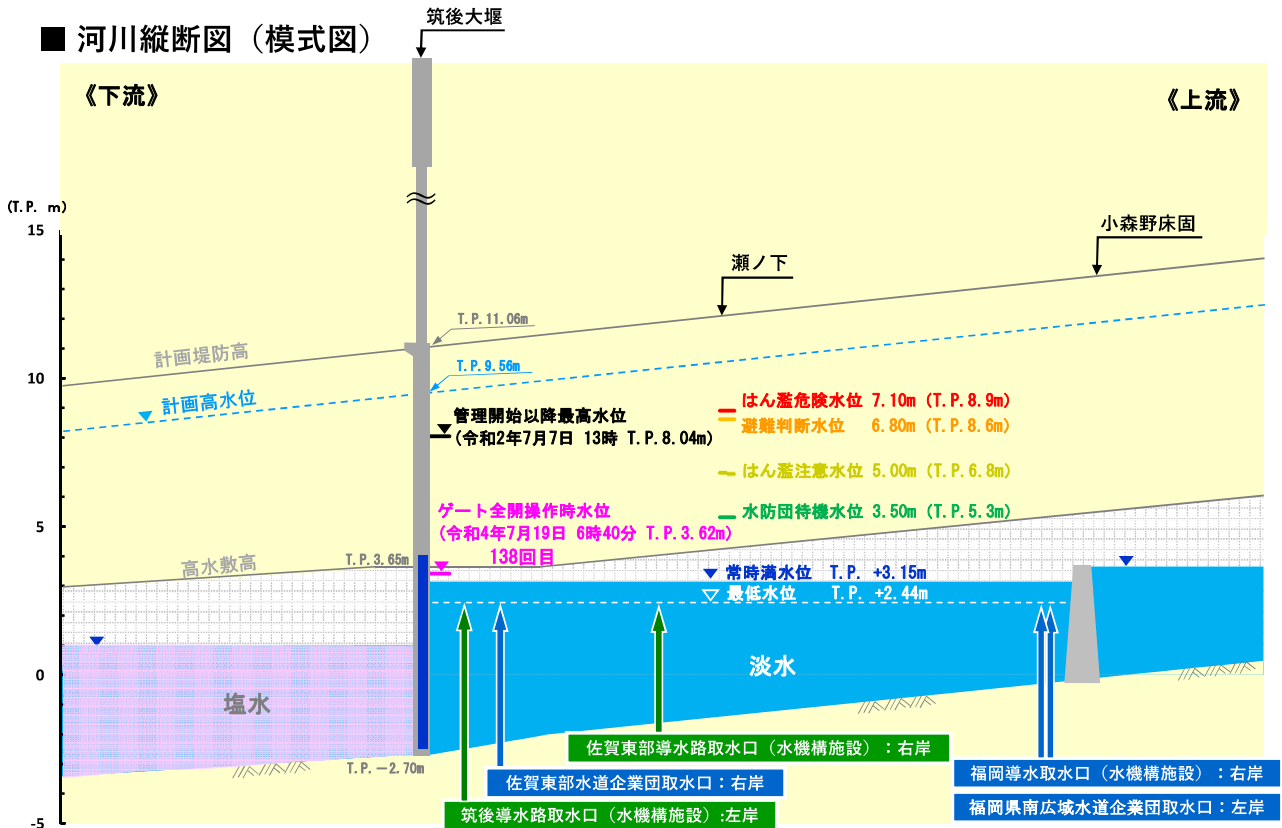 ■ 河川縦断図（模式図）
筑後大堰
《下流》
《上流》
(T.P. m)
15
10
5
0
-5
小森野床固
瀬ノ下
T.P.11.06m
計画堤防高
T.P.9.56m
計画高水位
管理開始以降最高水位
(令和2年7月7日 13時 T.P.8.04m)
はん濫危険水位 7.10m (T.P.8.9m)
避難判断水位 6.80m (T.P.8.6m)
はん濫注意水位 5.00m (T.P.6.8m)
水防団待機水位 3.50m (T.P.5.3m)
ゲート全開操作時水位
(令和4年7月19日 6時40分 T.P.3.62m)
138回目
高水敷高
T.P.3.65m
常時満水位 T.P. +3.15m
最低水位 T.P. +2.44m
淡水
塩水
T.P.－2.70m
佐賀東部導水路取水口（水機構施設）：右岸
佐賀東部水道企業団取水口：右岸
筑後導水路取水口（水機構施設）:左岸
福岡導水取水口（水機構施設）：右岸
福岡県南広域水道企業団取水口：左岸